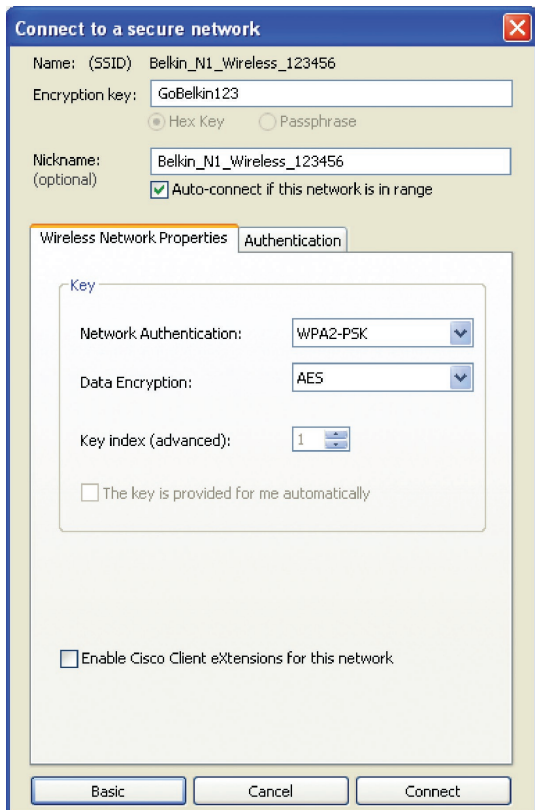 Connect to a secure network
Name: (SSID) Belkin_N1_Wireless_123456
Encryption key: GoBelkin123
Hex Key Passphrase
Nickname: Belkin_N1_Wireless_123456
(optional)
Auto-connect if this network is in range
Wireless Network Properties Authentication
Key
Network Authentication: WPA2-PSK
Data Encryption: AES
Key index (advanced): 1
The key is provided for me automatically
Enable Cisco Client eXtensions for this network
Basic Cancel Connect